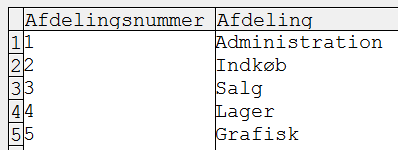 Afdelingsnummer Afdeling
1 1 Administration
2 2 Indkøb
3 3 Salg
4 4 Lager
5 5 Grafisk